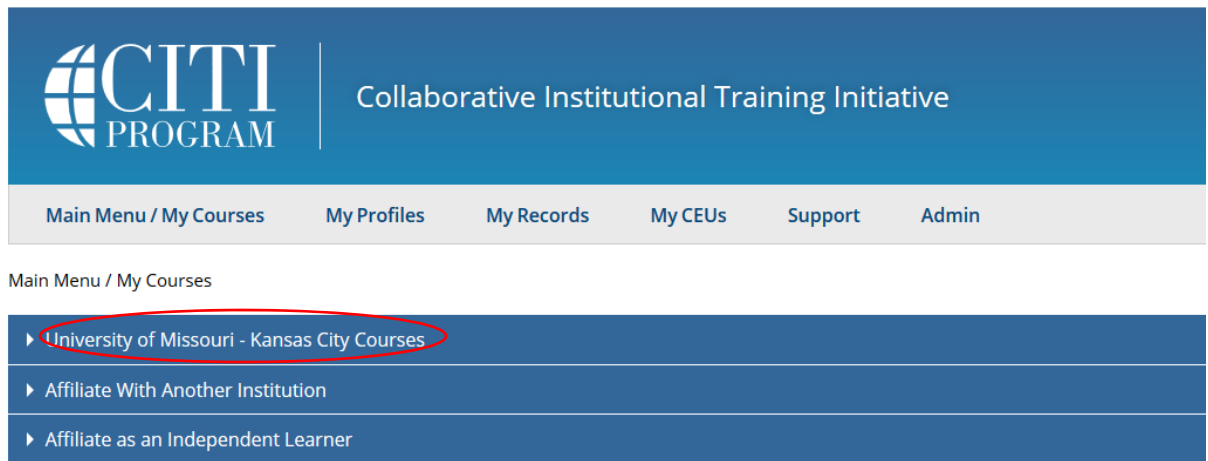 CITI
PROGRAM
Collaborative Institutional Training Initiative
Main Menu / My Courses My Profiles My Records My CEUs Support Admin
Main Menu / My Courses
University of Missouri - Kansas City Courses
Affiliate With Another Institution
Affiliate as an Independent Learner